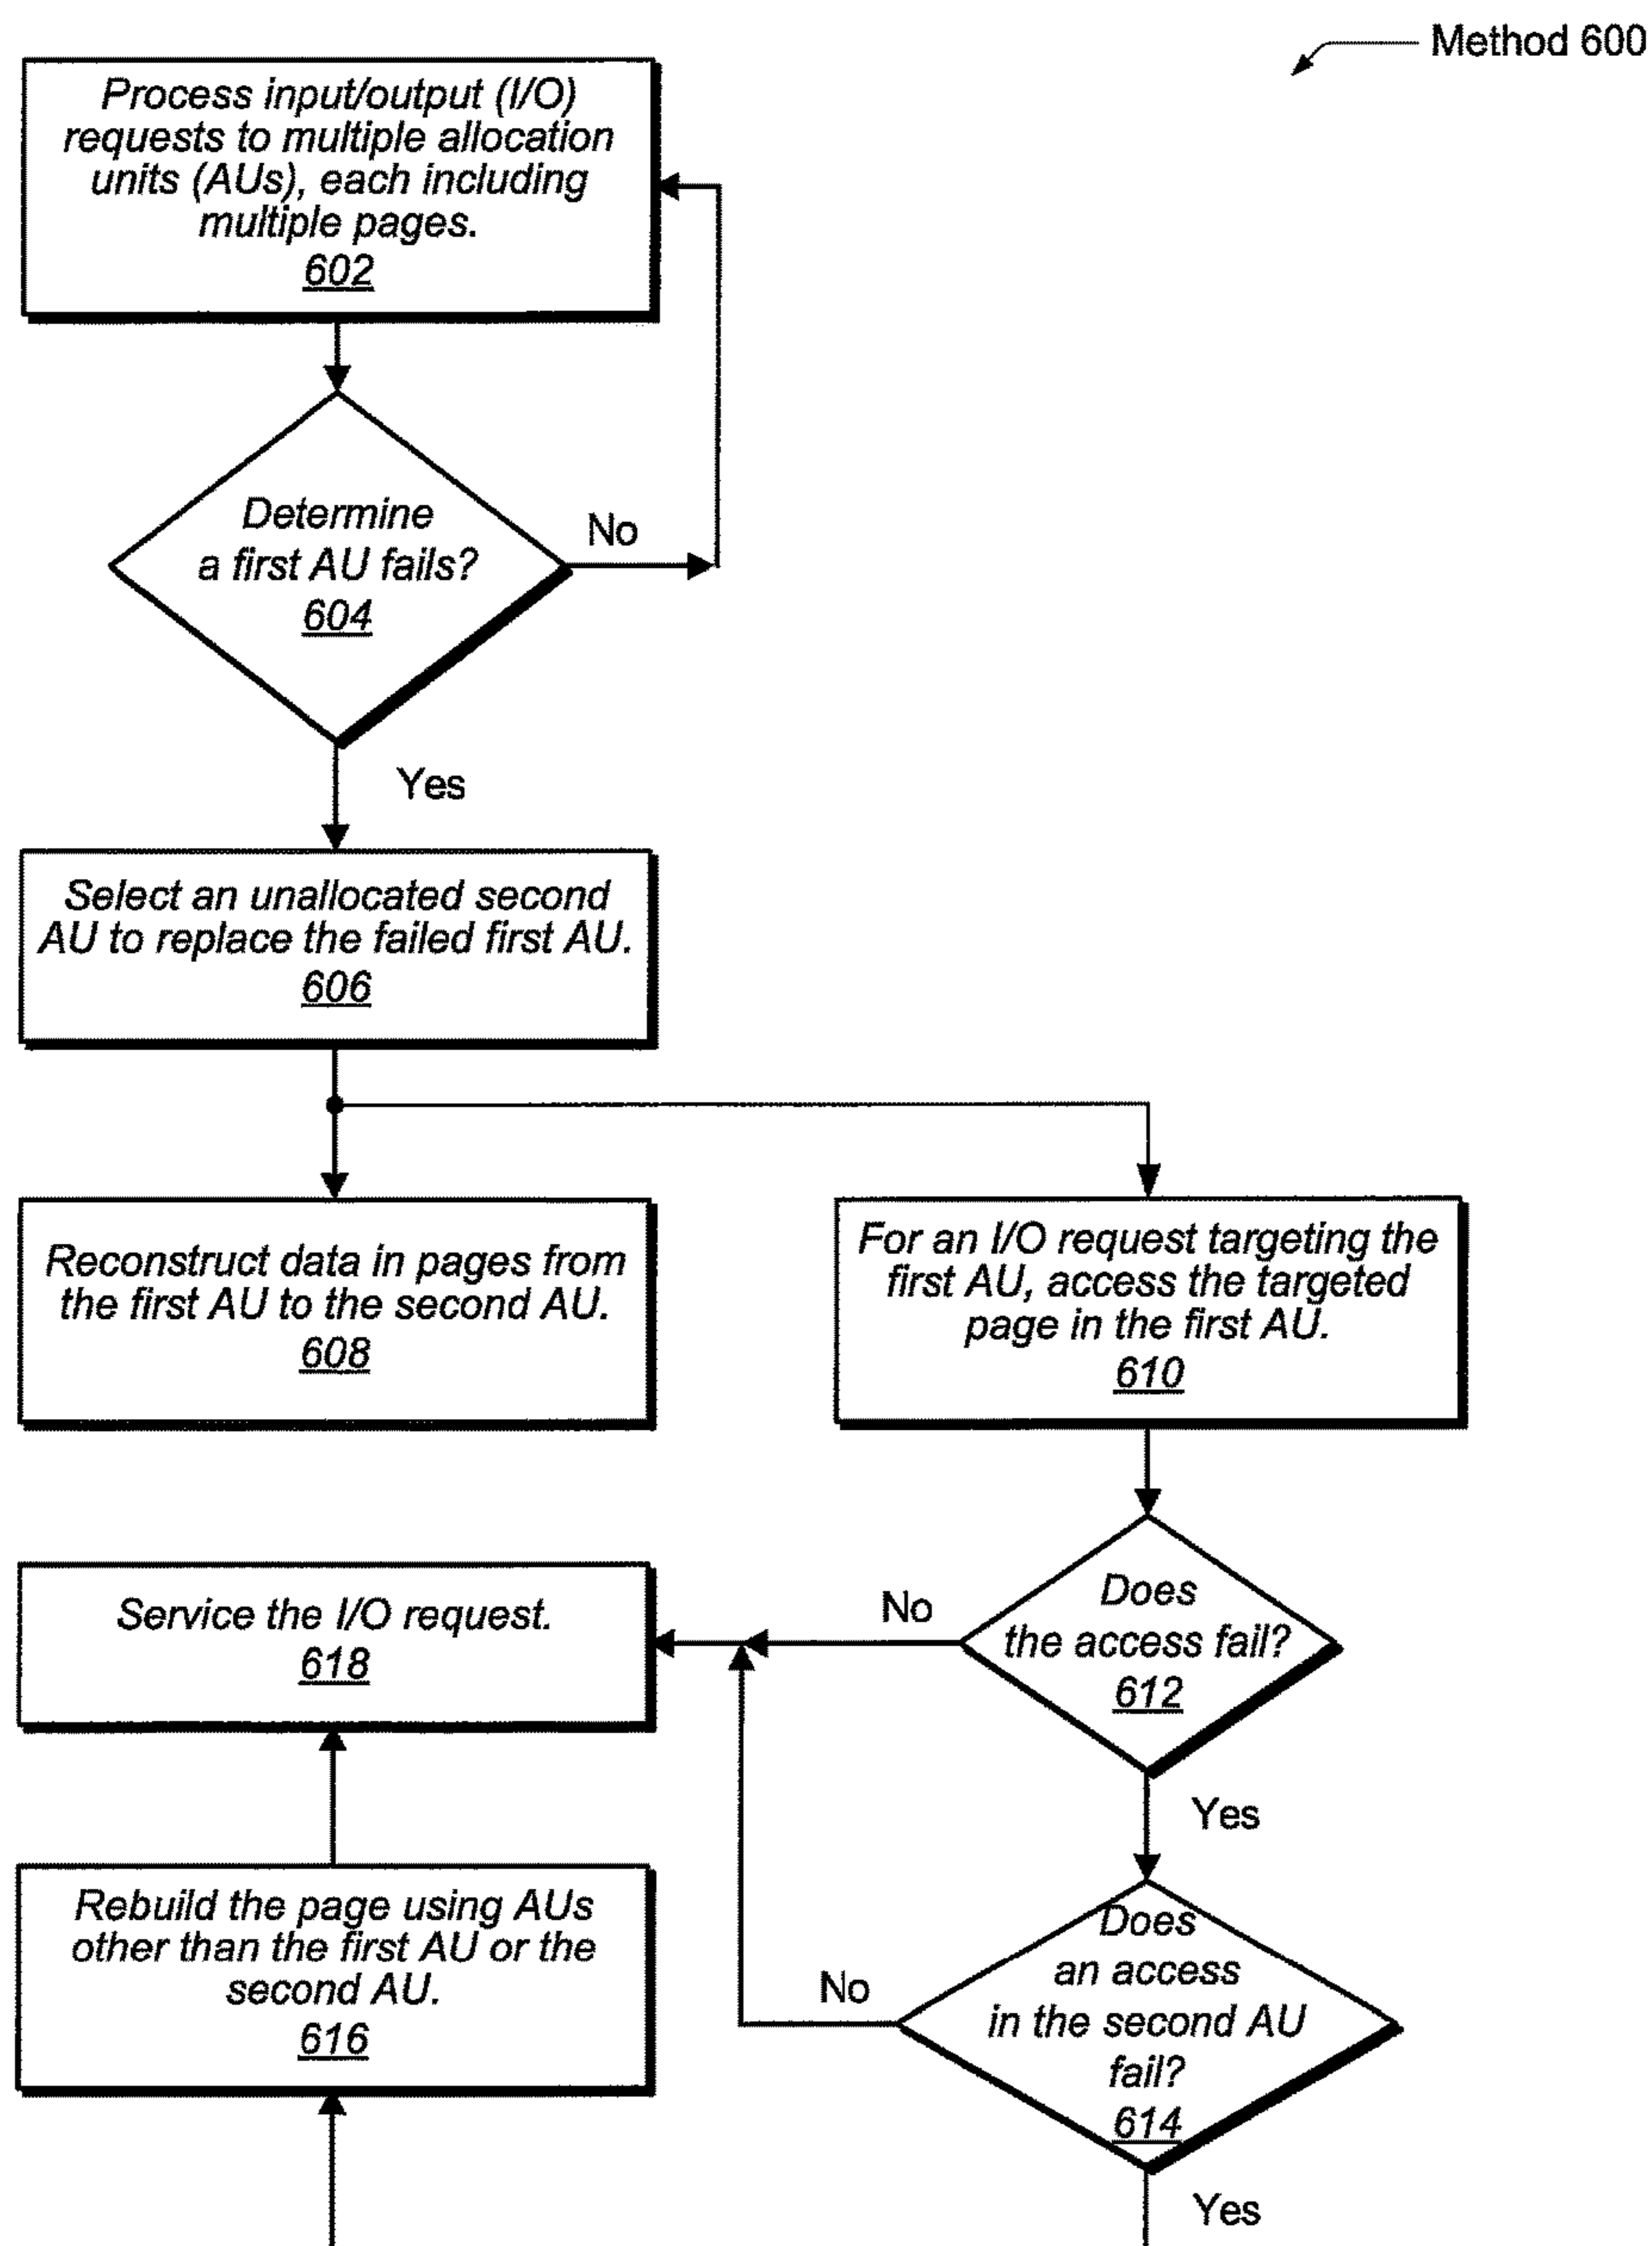 Method 600
Process input/output (I/O)
requests to multiple allocation
units (AUs), each including
multiple pages.
602
Determine
a first AU fails?
604
No
Yes
Select an unallocated second
AU to replace the failed first AU.
606
Reconstruct data in pages from
the first AU to the second AU.
608
For an I/O request targeting the
first AU, access the targeted
page in the first AU.
610
Does
the access fail?
612
No
Yes
Service the I/O request.
618
Does
an access
in the second AU
fail?
614
No
Yes
Rebuild the page using AUs
other than the first AU or the
second AU.
616